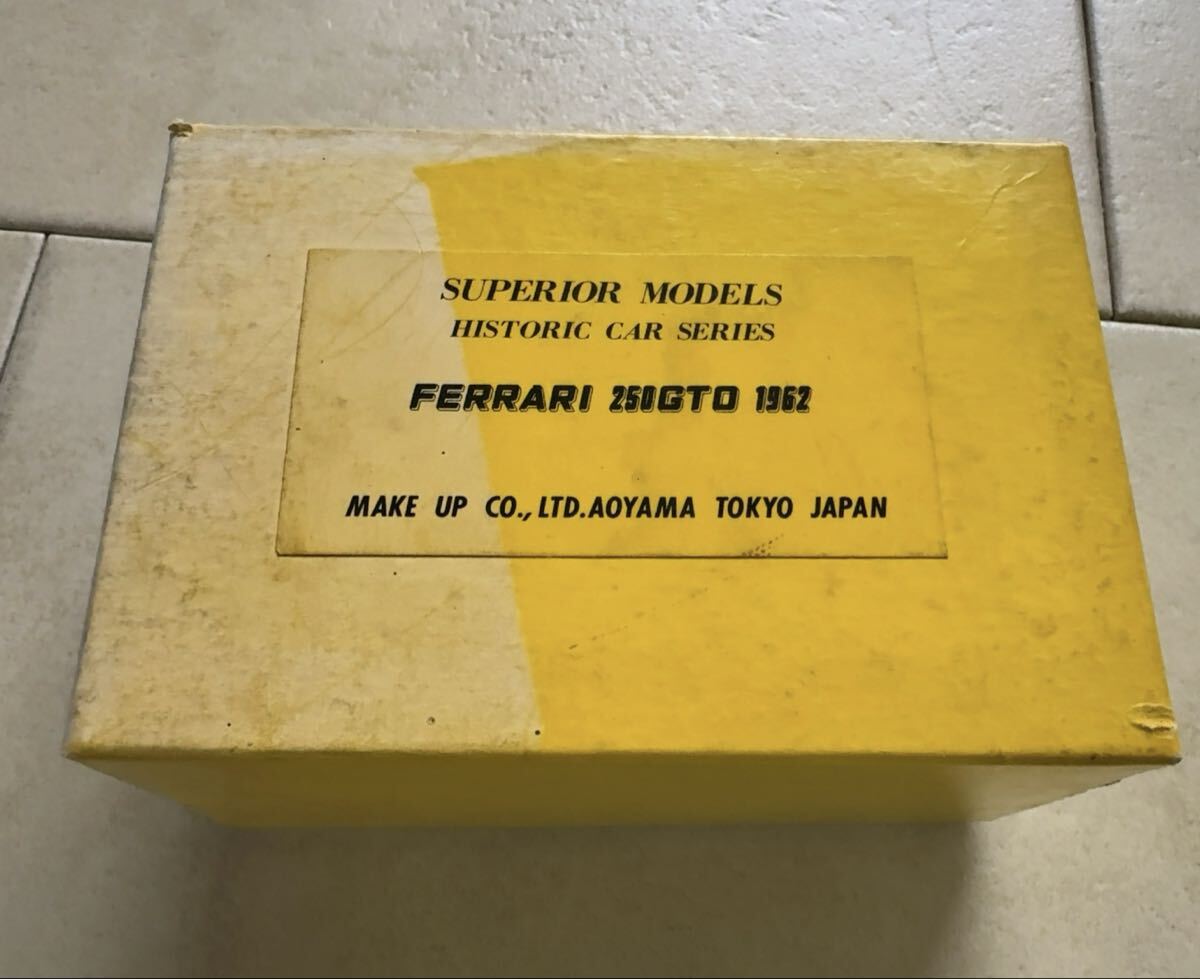 SUPERIOR MODELS
HISTORIC CAR SERIES
FERRARI 250GTO 1962
MAKE UP CO., LTD. AOYAMA TOKYO JAPAN